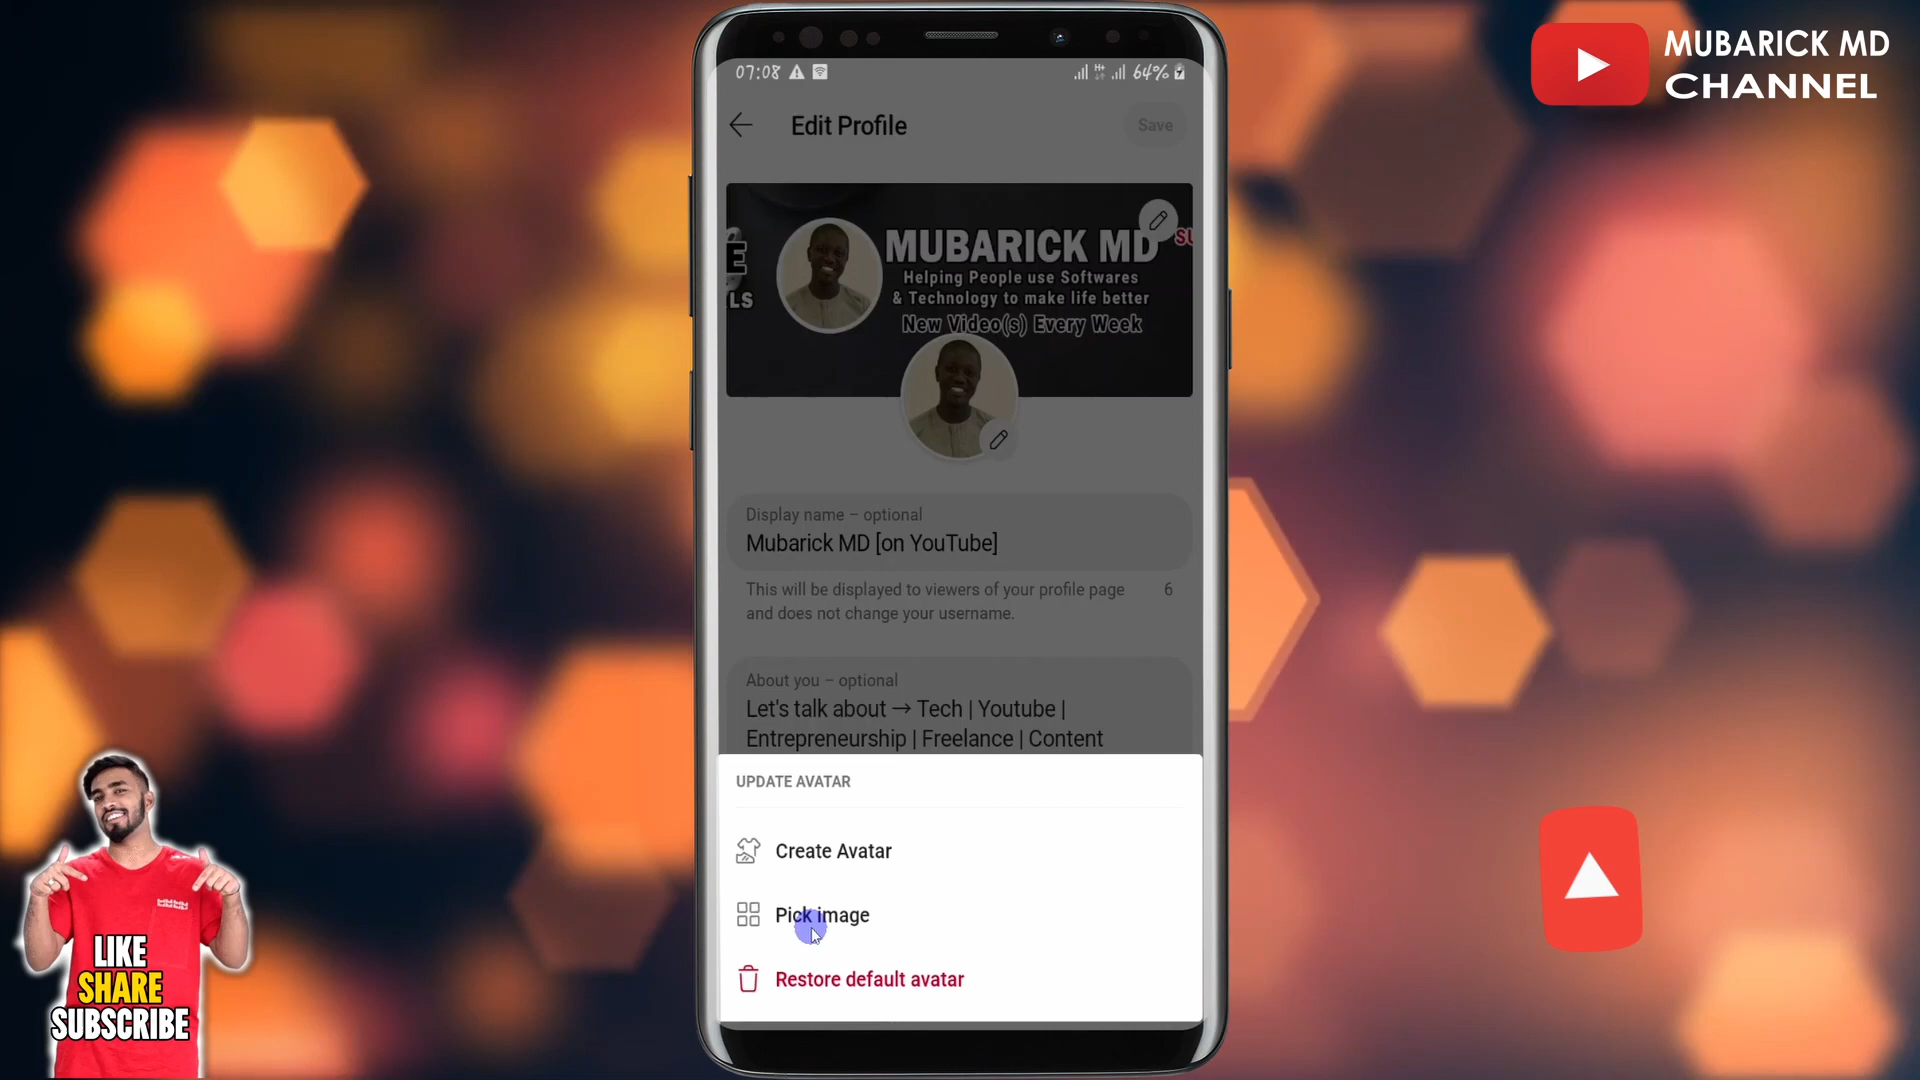 MUBARICK MD
CHANNEL
07:08
64%
Edit Profile
Save
E
LS
MUBARICK MD
SU
Helping People use Softwares
& Technology to make life better
New Video(s) Every Week
Display name – optional
Mubarick MD [on YouTube]
This will be displayed to viewers of your profile page
and does not change your username.
6
About you – optional
Let's talk about → Tech | Youtube |
Entrepreneurship | Freelance | Content
UPDATE AVATAR
Create Avatar
Pick image
Restore default avatar
LIKE
SHARE
SUBSCRIBE